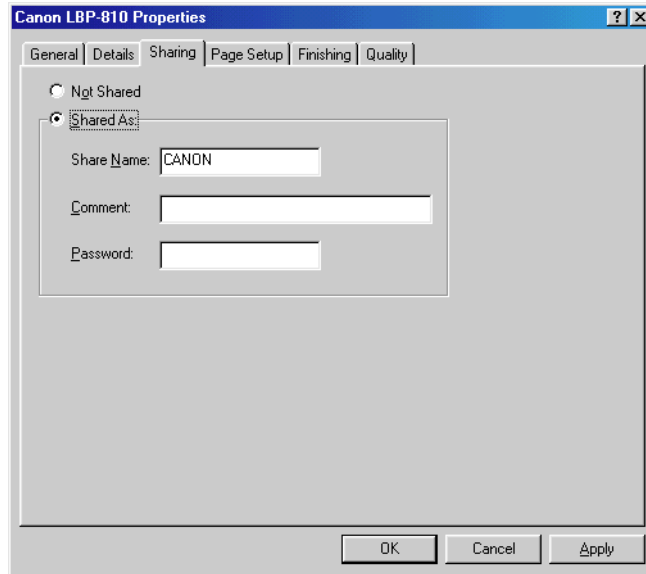 Canon LBP-810 Properties
General Details Sharing Page Setup Finishing Quality
Not Shared
Shared As:
Share Name: CANON
Comment:
Password:
OK Cancel Apply